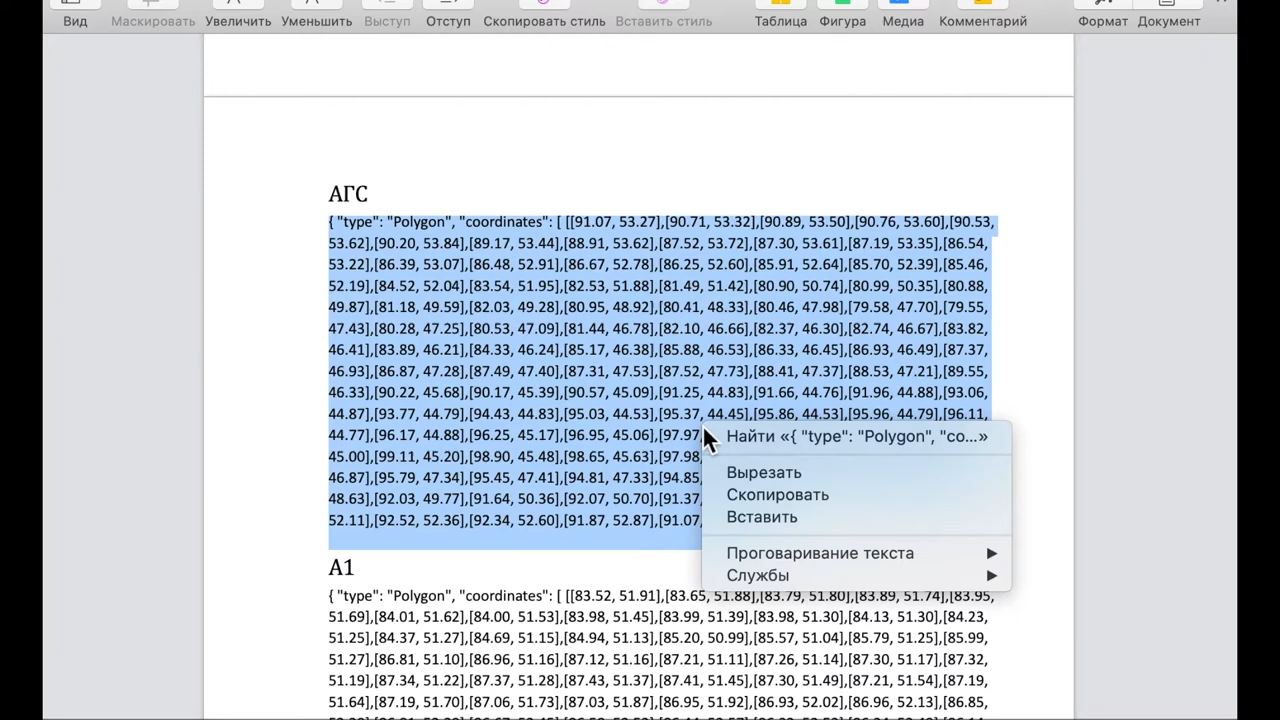 Вид Маскировать Увеличить Уменьшить Выступ Отступ Скопировать стиль Вставить стиль Таблица Фигура Медиа Комментарий Формат Документ
АГС
{ "type": "Polygon", "coordinates": [ [[91.07, 53.27],[90.71, 53.32],[90.89, 53.50],[90.76, 53.60],[90.53,
53.62],[90.20, 53.84],[89.17, 53.44],[88.91, 53.62],[87.52, 53.72],[87.30, 53.61],[87.19, 53.35],[86.54,
53.22],[86.39, 53.07],[86.48, 52.91],[86.67, 52.78],[86.25, 52.60],[85.91, 52.64],[85.70, 52.39],[85.46,
52.19],[84.52, 52.04],[83.54, 51.95],[82.53, 51.88],[81.49, 51.42],[80.90, 50.74],[80.99, 50.35],[80.88,
49.87],[81.18, 49.59],[82.03, 49.28],[80.95, 48.92],[80.41, 48.33],[80.46, 47.98],[79.58, 47.70],[79.55,
47.43],[80.28, 47.25],[80.53, 47.09],[81.44, 46.78],[82.10, 46.66],[82.37, 46.30],[82.74, 46.67],[83.82,
46.41],[83.89, 46.21],[84.33, 46.24],[85.17, 46.38],[85.88, 46.53],[86.33, 46.45],[86.93, 46.49],[87.37,
46.93],[86.87, 47.28],[87.49, 47.40],[87.31, 47.53],[87.52, 47.73],[88.41, 47.37],[88.53, 47.21],[89.55,
46.33],[90.22, 45.68],[90.17, 45.39],[90.57, 45.09],[91.25, 44.83],[91.66, 44.76],[91.96, 44.88],[93.06,
44.87],[93.77, 44.79],[94.43, 44.83],[95.03, 44.53],[95.37, 44.45],[95.86, 44.53],[95.96, 44.79],[96.11,
44.77],[96.17, 44.88],[96.25, 45.17],[96.95, 45.06],[97.97,
45.00],[99.11, 45.20],[98.90, 45.48],[98.65, 45.63],[97.98,
46.87],[95.79, 47.34],[95.45, 47.41],[94.81, 47.33],[94.85,
48.63],[92.03, 49.77],[91.64, 50.36],[92.07, 50.70],[91.37,
52.11],[92.52, 52.36],[92.34, 52.60],[91.87, 52.87],[91.07,
Найти «{ "type": "Polygon", "co...»
Вырезать
Скопировать
Вставить
Проговаривание текста
Службы
А1
{ "type": "Polygon", "coordinates": [ [[83.52, 51.91],[83.65, 51.88],[83.79, 51.80],[83.89, 51.74],[83.95,
51.69],[84.01, 51.62],[84.00, 51.53],[83.98, 51.45],[83.99, 51.39],[83.98, 51.30],[84.13, 51.30],[84.23,
51.25],[84.37, 51.27],[84.69, 51.15],[84.94, 51.13],[85.20, 50.99],[85.57, 51.04],[85.79, 51.25],[85.99,
51.27],[86.81, 51.10],[86.96, 51.16],[87.12, 51.16],[87.21, 51.11],[87.26, 51.14],[87.30, 51.17],[87.32,
51.19],[87.34, 51.22],[87.37, 51.28],[87.43, 51.37],[87.41, 51.45],[87.30, 51.49],[87.21, 51.54],[87.19,
51.64],[87.19, 51.70],[87.06, 51.73],[87.03, 51.87],[86.95, 51.92],[86.93, 52.02],[86.96, 52.13],[86.85,